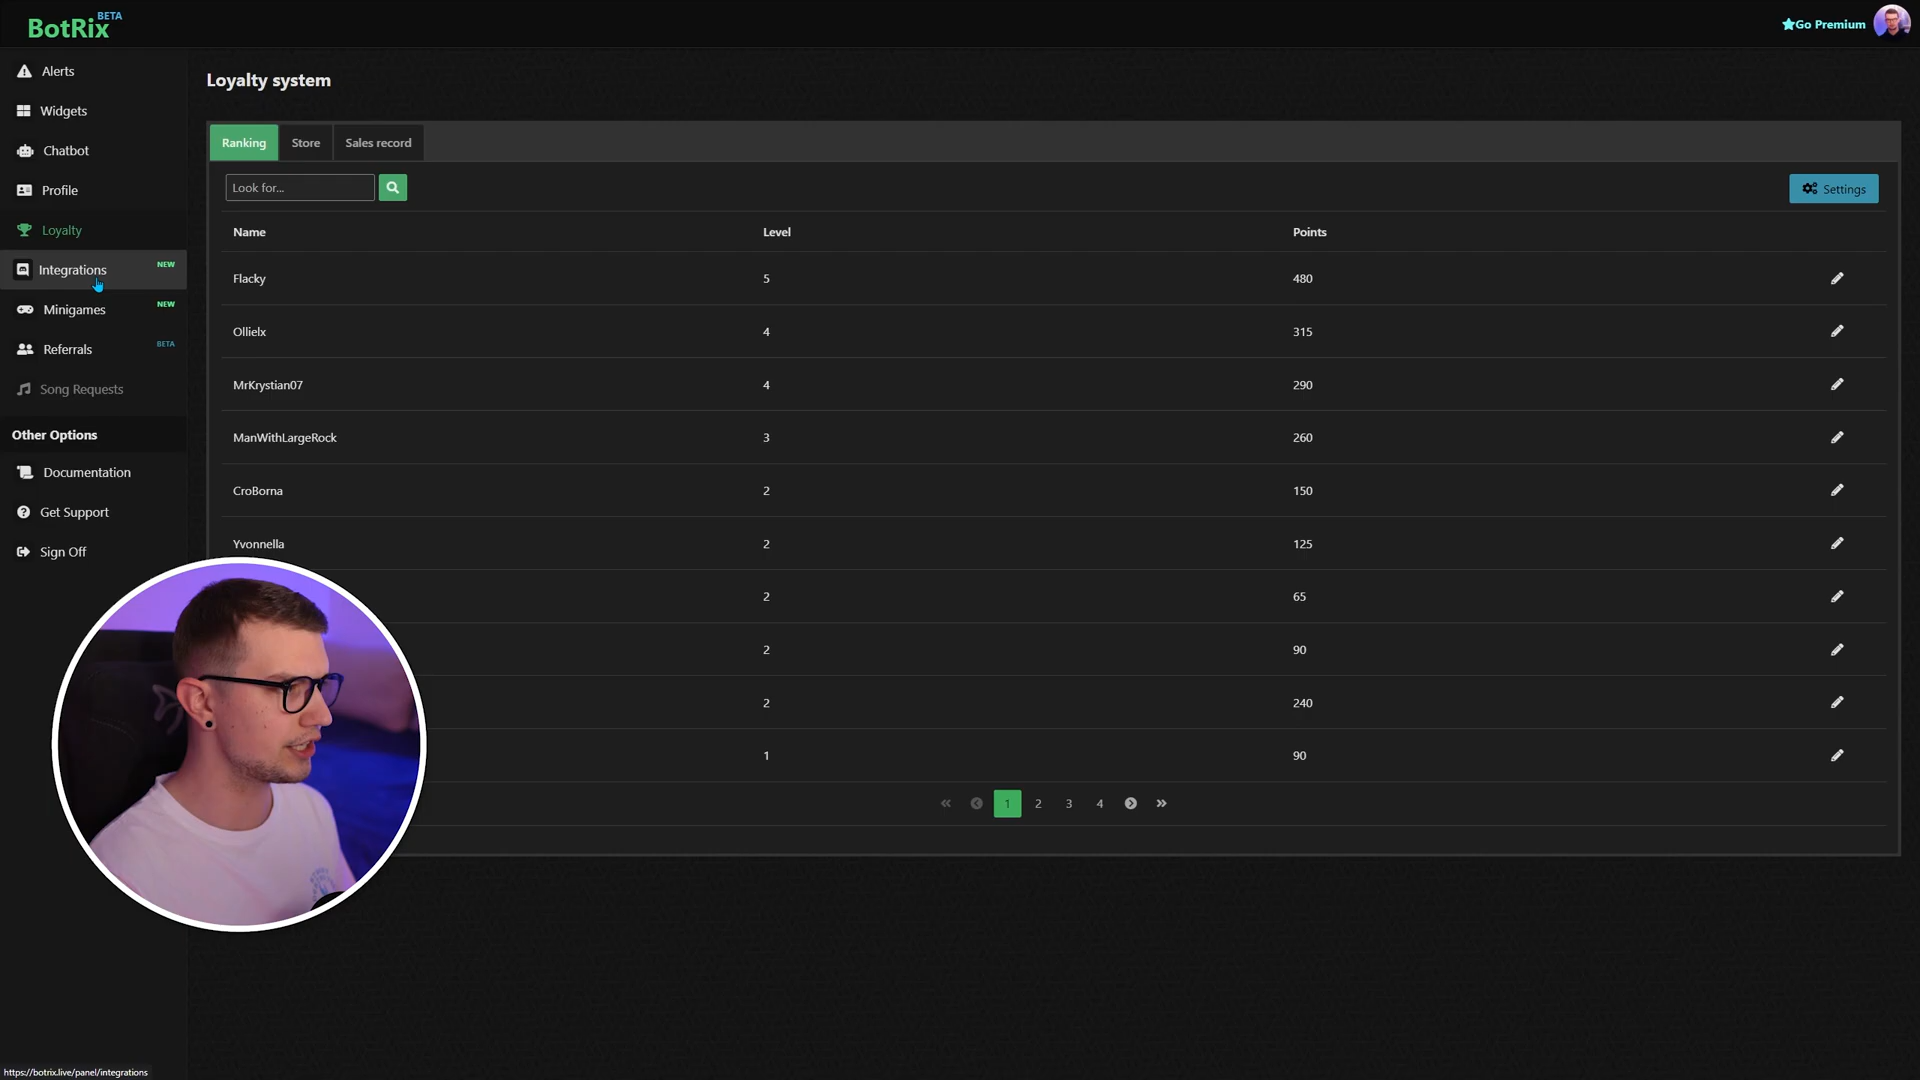 BotRix BETA
Go Premium
Alerts
Widgets
Chatbot
Profile
Loyalty
Integrations NEW
Minigames NEW
Referrals BETA
Song Requests
Other Options
Documentation
Get Support
Sign Off
Loyalty system
Ranking Store Sales record
Look for...
Settings
Name Level Points
Flacky 5 480
Ollielx 4 315
MrKrystian07 4 290
ManWithLargeRock 3 260
CroBorna 2 150
Yvonnella 2 125
2 65
2 90
2 240
1 90
1 2 3 4
https://botrix.live/panel/integrations